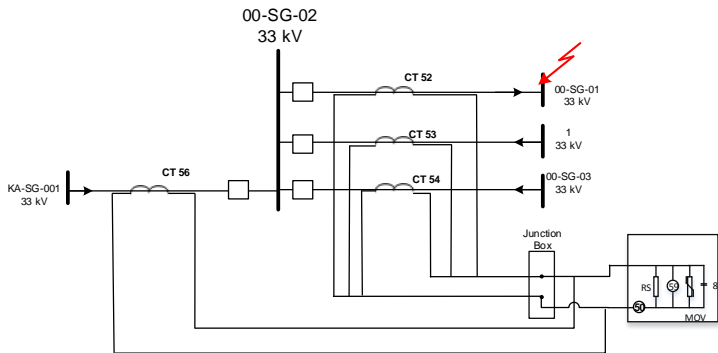 00-SG-02
33 kV
CT 52
00-SG-01
33 kV
CT 53
1
33 kV
CT 56
CT 54
KA-SG-001
33 kV
00-SG-03
33 kV
Junction
Box
RS
59
8
50
MOV